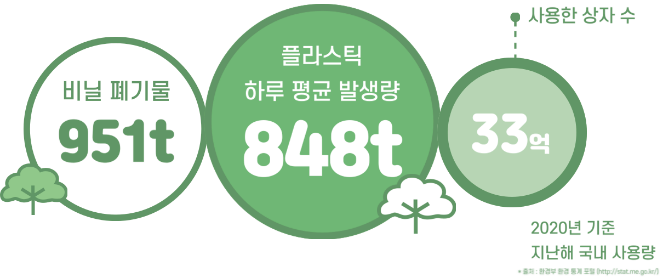 비닐 폐기물
951t
플라스틱
하루 평균 발생량
848t
사용한 상자 수
33억
2020년 기준
지난해 국내 사용량
* 출처 : 환경부 환경 통계 포털 (http://stat.me.go.kr/)